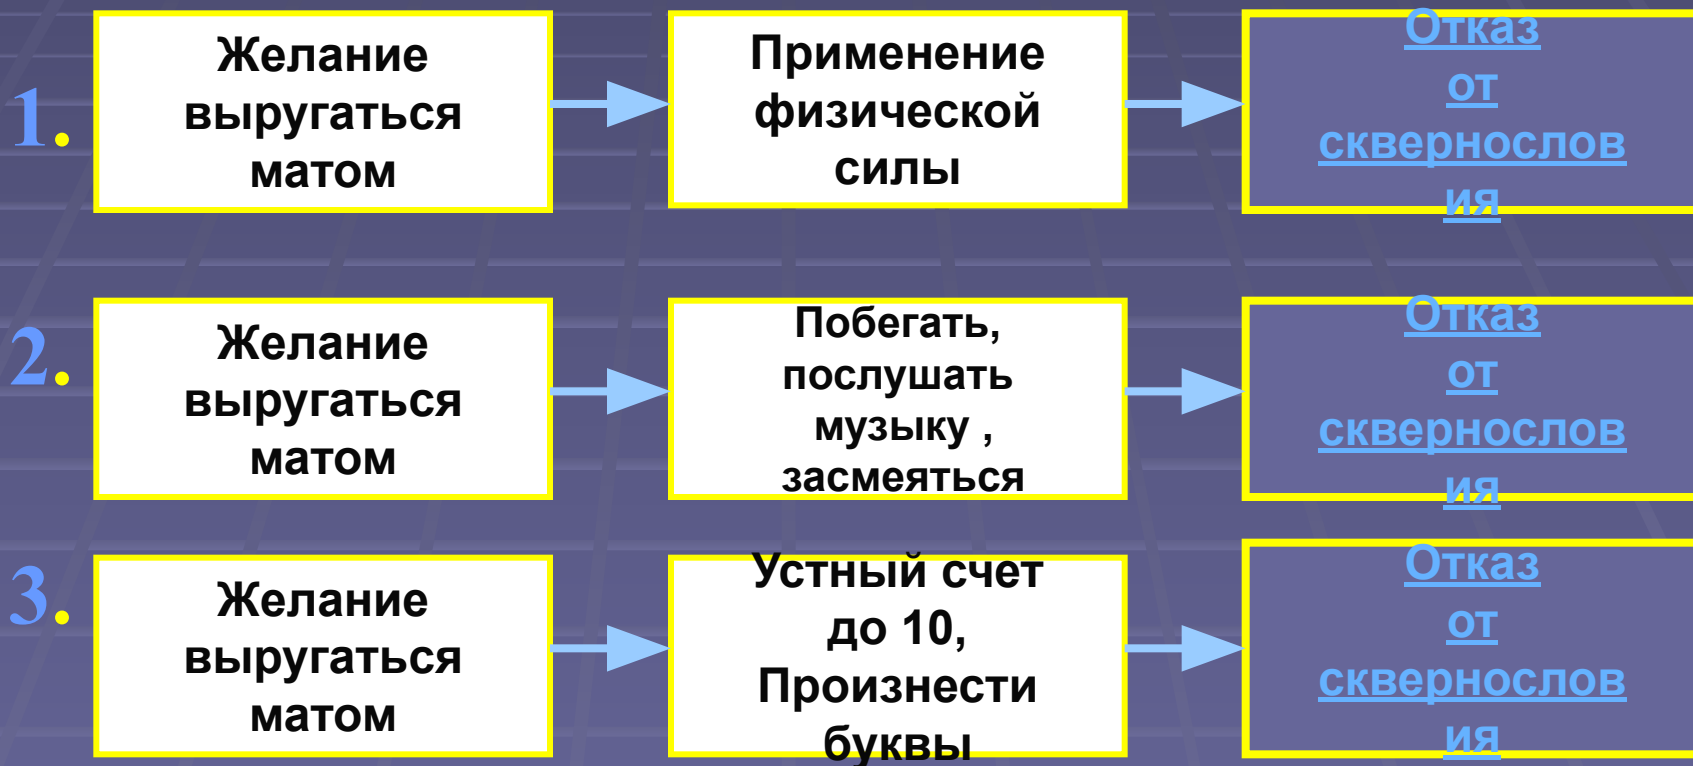 1.
Желание
выругаться
матом
Применение
физической
силы
Отказ
от
сквернослов
ия
2.
Желание
выругаться
матом
Побегать,
послушать
музыку ,
засмеяться
Отказ
от
сквернослов
ия
3.
Желание
выругаться
матом
Устный счет
до 10,
Произнести
буквы
Отказ
от
сквернослов
ия